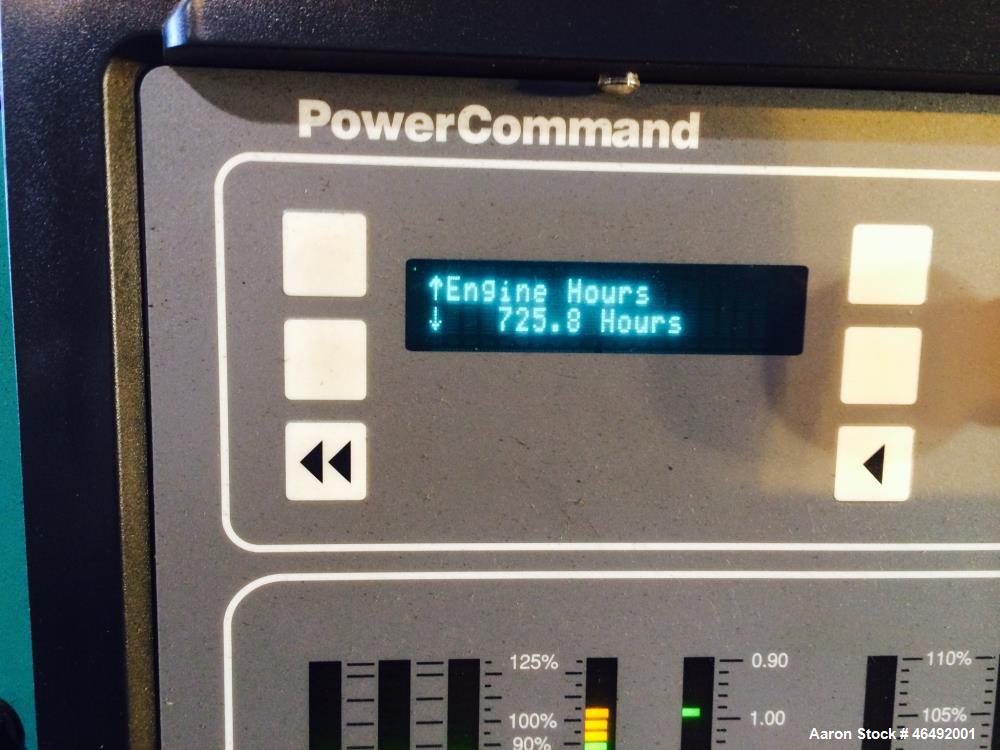 PowerCommand
↑Engine Hours
↓ 725.8 Hours
125%
100%
90%
0.90
1.00
110%
105%
Aaron Stock # 46492001